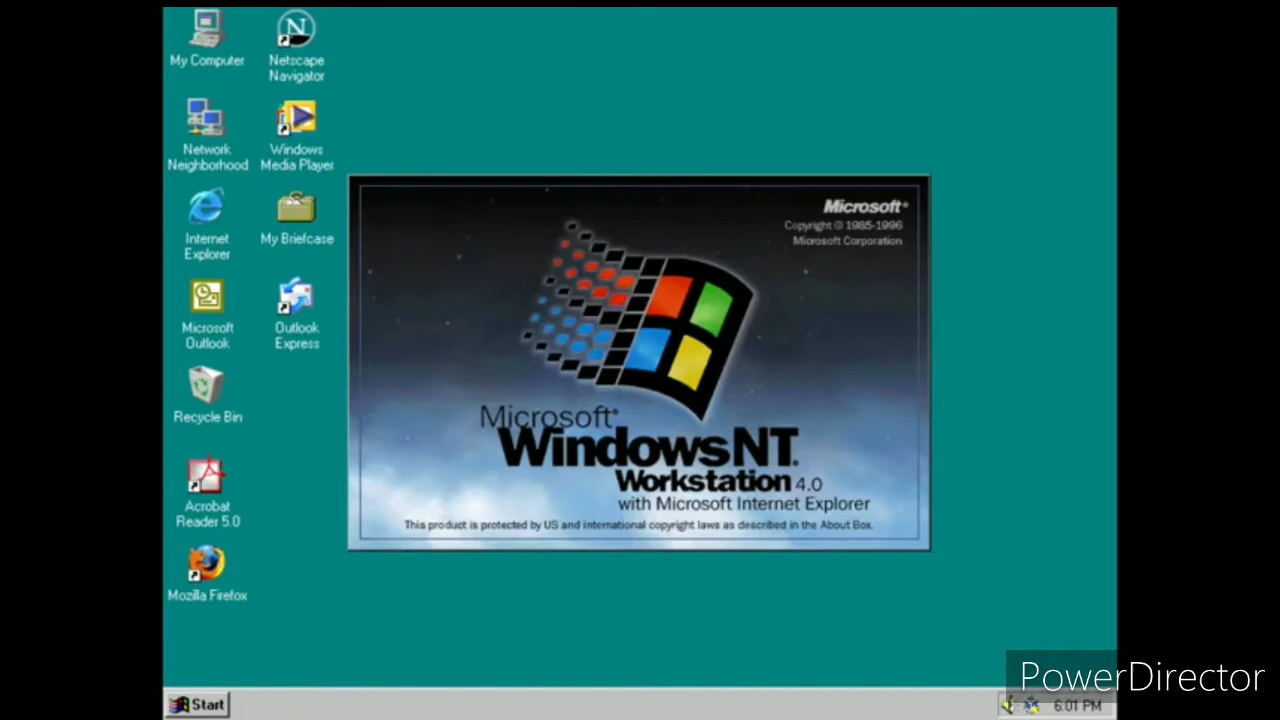 My Computer
Netscape
Navigator
Network
Neighborhood
Windows
Media Player
Internet
Explorer
My Briefcase
Microsoft
Outlook
Outlook
Express
Recycle Bin
Acrobat
Reader 5.0
Mozilla Firefox
Microsoft®
Copyright © 1985-1996
Microsoft Corporation
Microsoft®
Windows NT®
Workstation 4.0
with Microsoft Internet Explorer
This product is protected by US and international copyright laws as described in the About Box.
PowerDirector
Start
6:01 PM